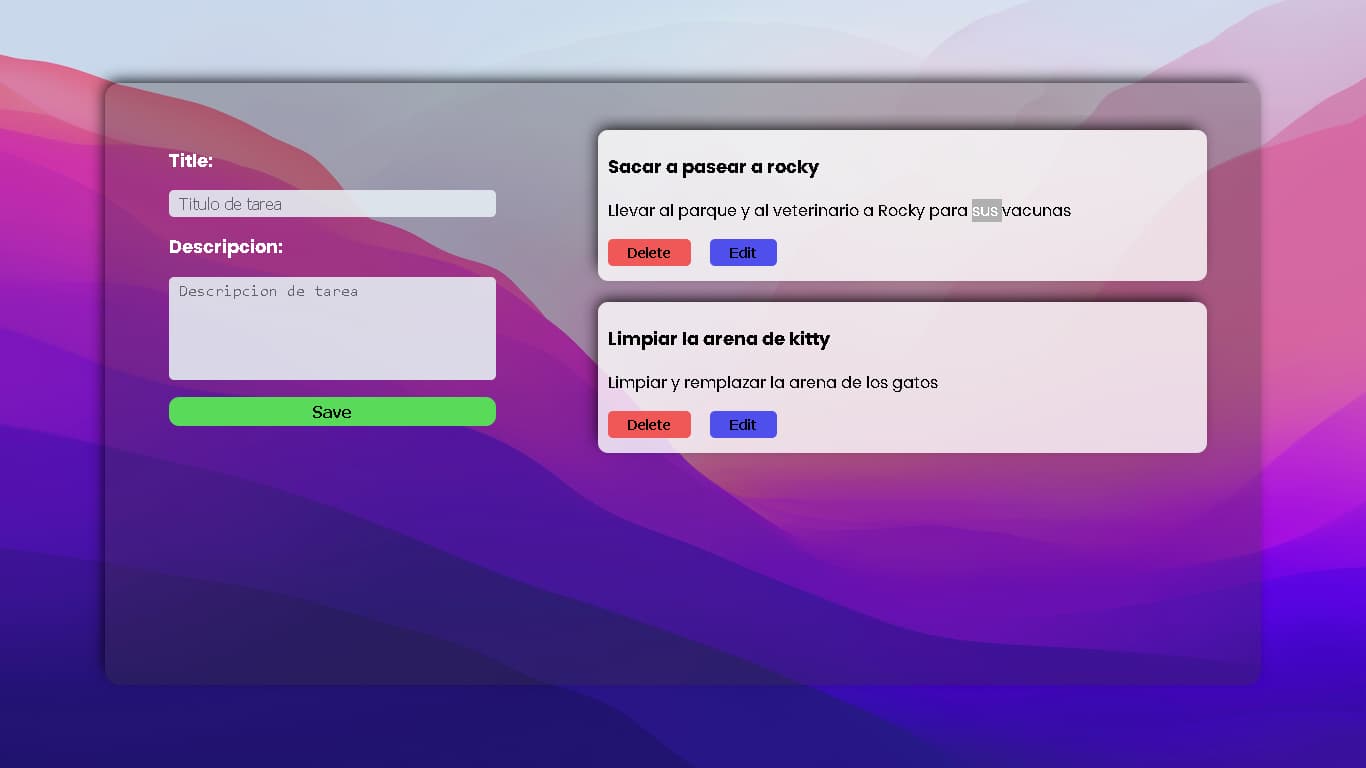 Title:
Titulo de tarea
Descripcion:
Descripcion de tarea
Save
Sacar a pasear a rocky
Llevar al parque y al veterinario a Rocky para sus vacunas
Delete Edit
Limpiar la arena de kitty
Limpiar y remplazar la arena de los gatos
Delete Edit